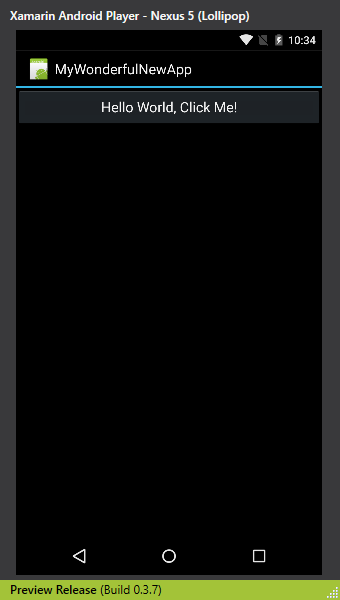 Xamarin Android Player - Nexus 5 (Lollipop)
10:34
MyWonderfulNewApp
Hello World, Click Me!
Preview Release (Build 0.3.7)